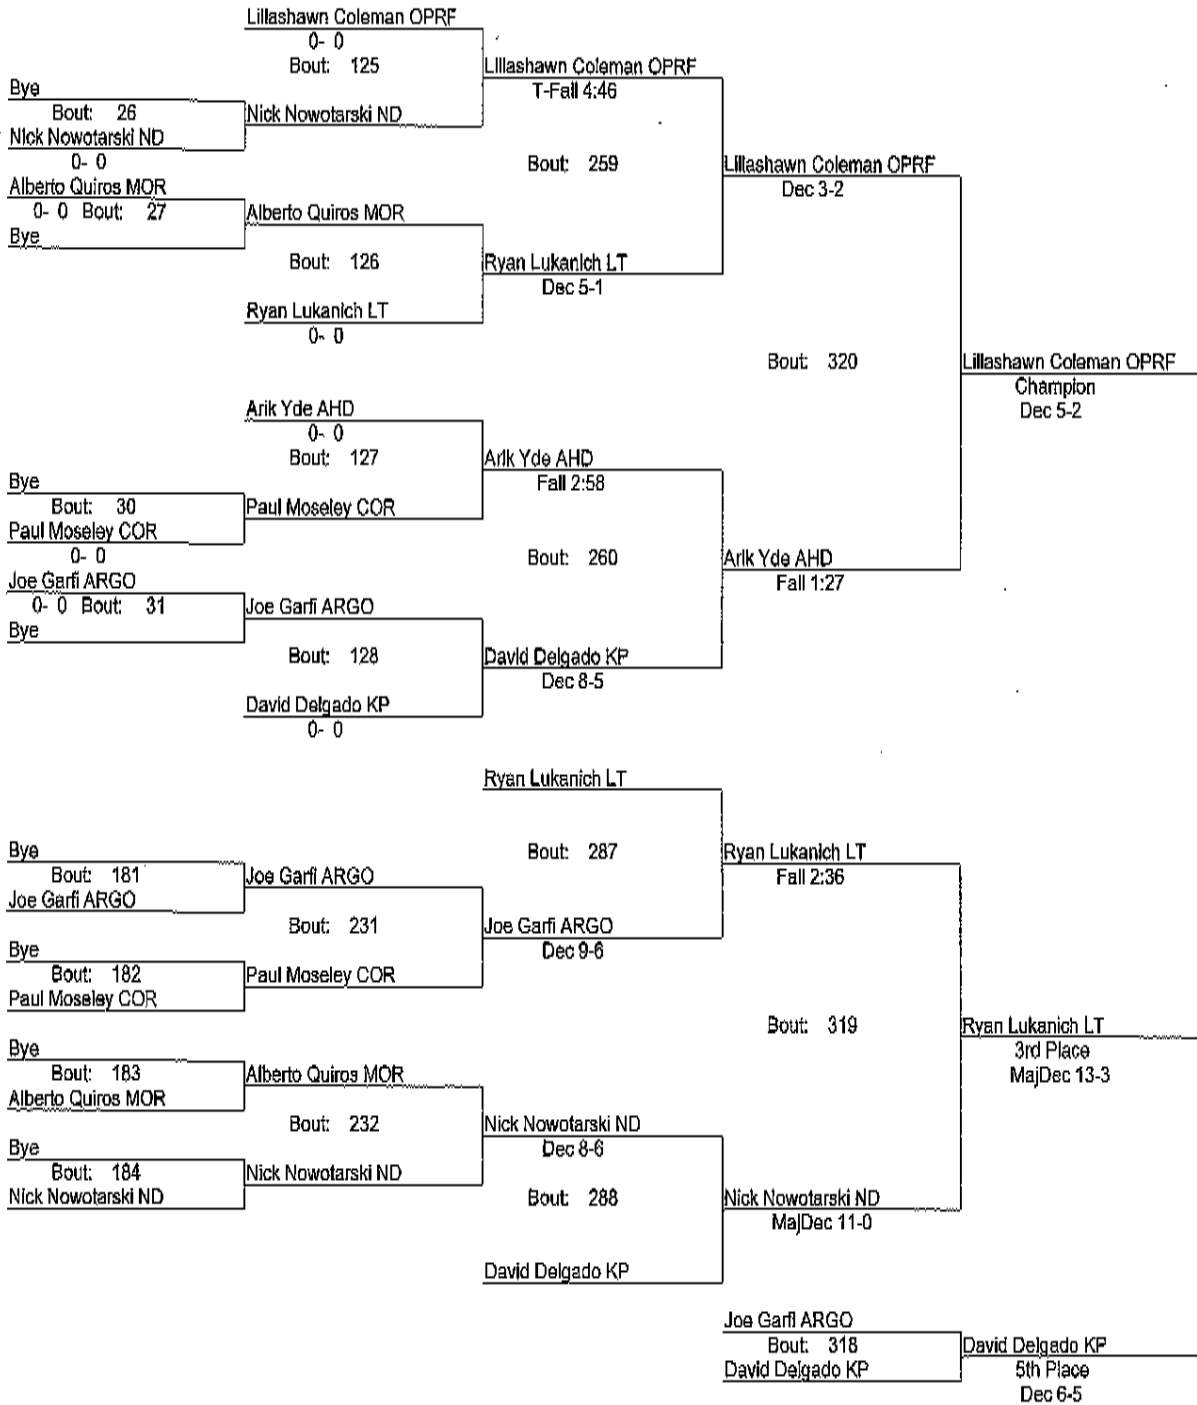 Lillashawn Coleman OPRF
0- 0
Bout: 125
Lillashawn Coleman OPRF
T-Fall 4:46
Bye
Bout: 26
Nick Nowotarski ND
Nick Nowotarski ND
0- 0
Bout: 259
Lillashawn Coleman OPRF
Dec 3-2
Alberto Quiros MOR
0- 0 Bout: 27
Alberto Quiros MOR
Bye
Bout: 126
Ryan Lukanich LT
Dec 5-1
Ryan Lukanich LT
0- 0
Bout: 320
Lillashawn Coleman OPRF
Champion
Dec 5-2
Arik Yde AHD
0- 0
Bout: 127
Arik Yde AHD
Fall 2:58
Bye
Bout: 30
Paul Moseley COR
Paul Moseley COR
0- 0
Bout: 260
Arik Yde AHD
Fall 1:27
Joe Garfi ARGO
0- 0 Bout: 31
Joe Garfi ARGO
Bye
Bout: 128
David Delgado KP
Dec 8-5
David Delgado KP
0- 0
Ryan Lukanich LT
Bout: 287
Ryan Lukanich LT
Fall 2:36
Bye
Bout: 181
Joe Garfi ARGO
Joe Garfi ARGO
Bout: 231
Joe Garfi ARGO
Dec 9-6
Bye
Bout: 182
Paul Moseley COR
Paul Moseley COR
Bout: 319
Ryan Lukanich LT
3rd Place
MajDec 13-3
Bye
Bout: 183
Alberto Quiros MOR
Alberto Quiros MOR
Bout: 232
Nick Nowotarski ND
Dec 8-6
Bye
Bout: 184
Nick Nowotarski ND
Nick Nowotarski ND
Bout: 288
Nick Nowotarski ND
MajDec 11-0
David Delgado KP
Joe Garfi ARGO
Bout: 318
David Delgado KP
David Delgado KP
5th Place
Dec 6-5